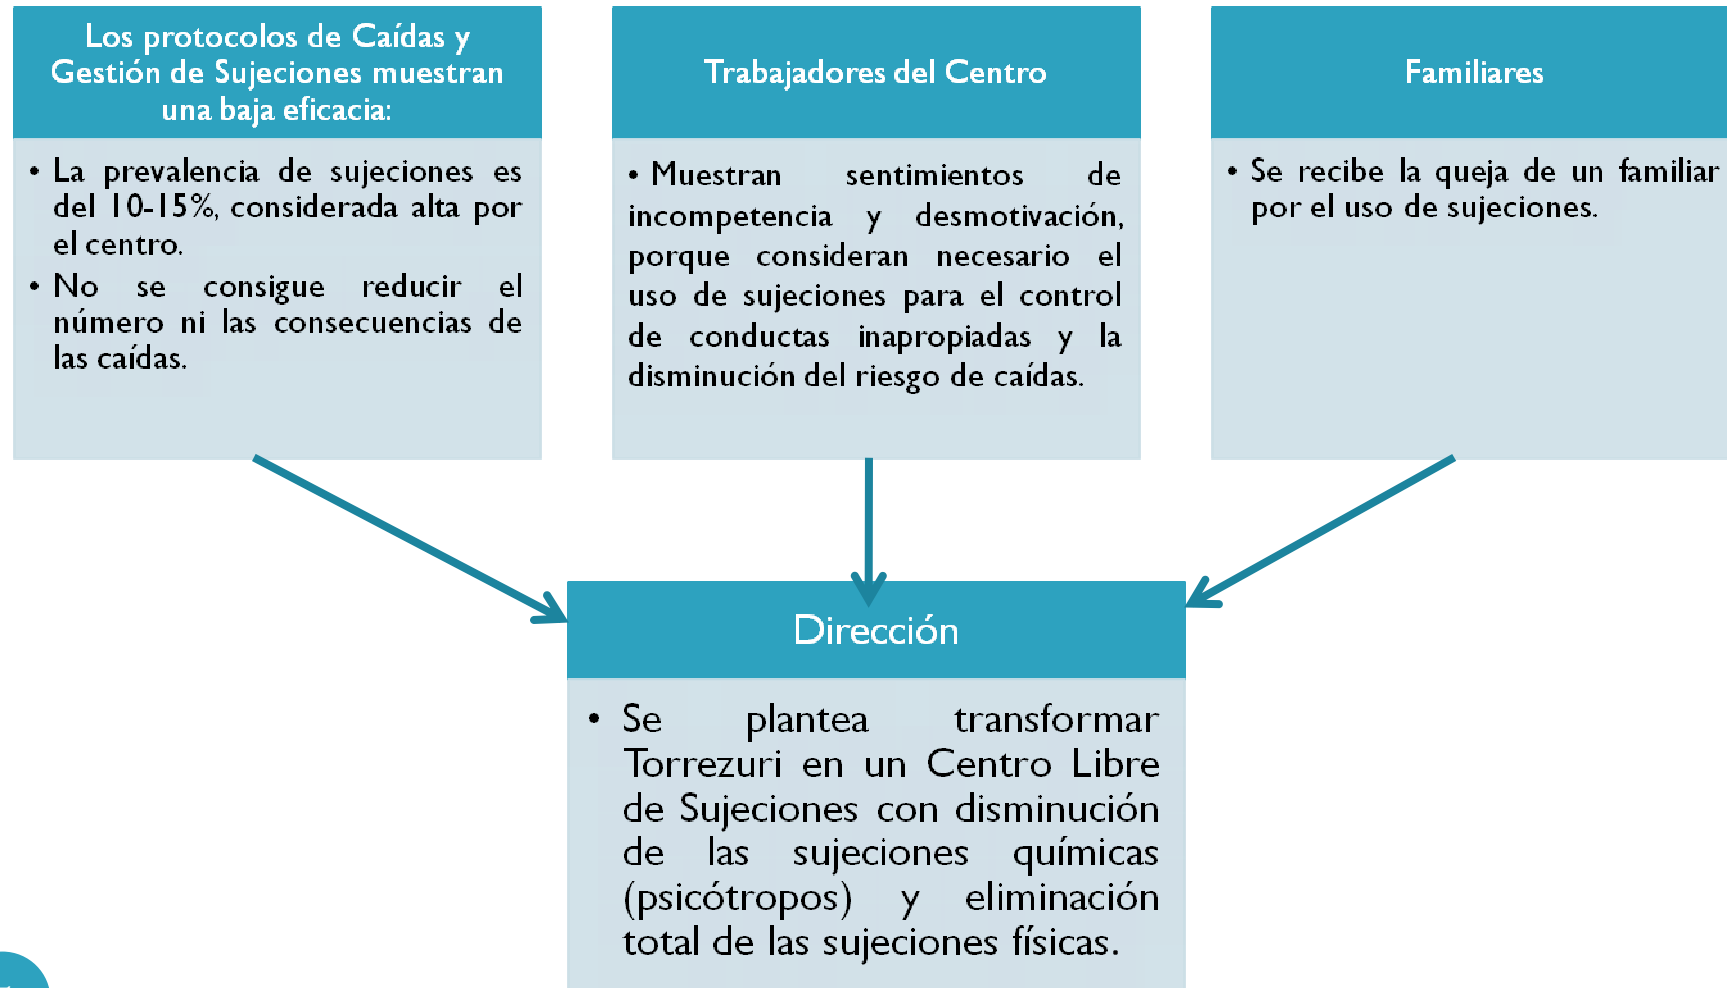 Los protocolos de Caídas y
Gestión de Sujeciones muestran
una baja eficacia:
• La prevalencia de sujeciones es
del 10-15%, considerada alta por
el centro.
• No se consigue reducir el
número ni las consecuencias de
las caídas.
Trabajadores del Centro
• Muestran sentimientos de
incompetencia y desmotivación,
porque consideran necesario el
uso de sujeciones para el control
de conductas inapropiadas y la
disminución del riesgo de caídas.
Familiares
• Se recibe la queja de un familiar
por el uso de sujeciones.
Dirección
• Se plantea transformar
Torrezuri en un Centro Libre
de Sujeciones con disminución
de las sujeciones químicas
(psicótropos) y eliminación
total de las sujeciones físicas.